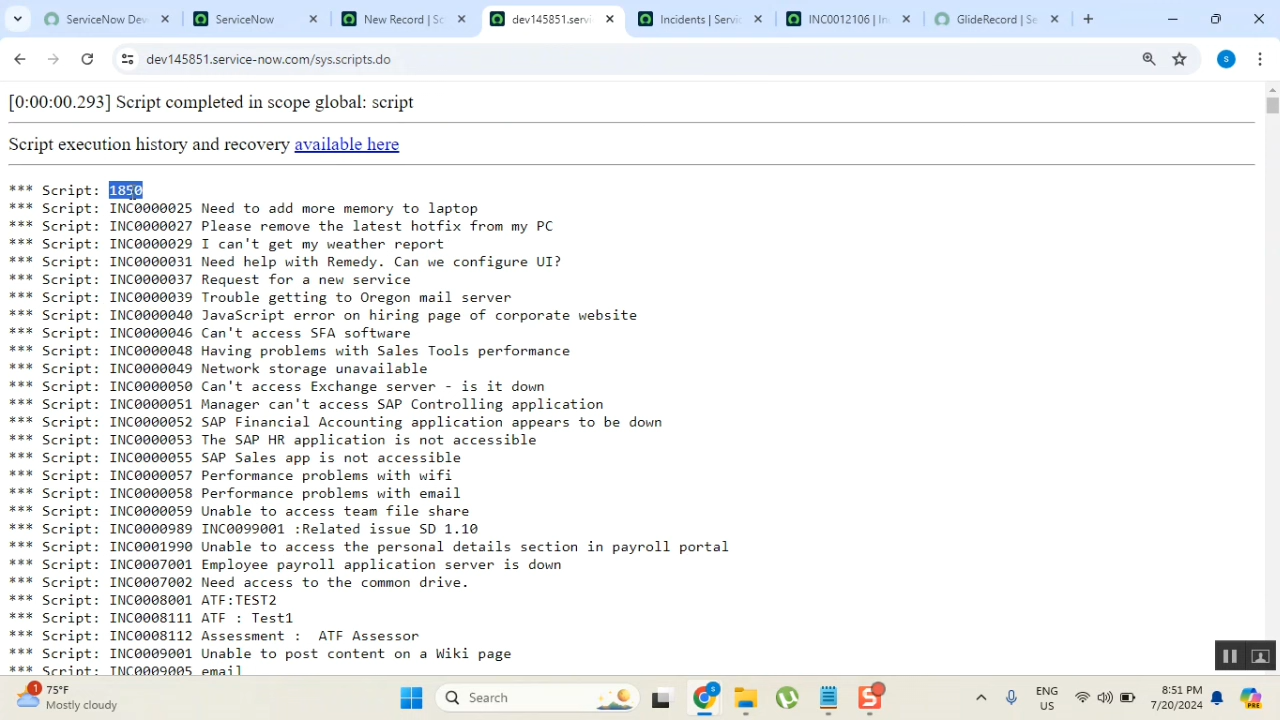 ServiceNow Dev
ServiceNow
New Record | Sc
dev145851.servi
Incidents | Servic
INC0012106 | In
GlideRecord | Se
dev145851.service-now.com/sys.scripts.do
s
[0:00:00.293] Script completed in scope global: script
Script execution history and recovery available here
*** Script: 1850
*** Script: INC0000025 Need to add more memory to laptop
*** Script: INC0000027 Please remove the latest hotfix from my PC
*** Script: INC0000029 I can't get my weather report
*** Script: INC0000031 Need help with Remedy. Can we configure UI?
*** Script: INC0000037 Request for a new service
*** Script: INC0000039 Trouble getting to Oregon mail server
*** Script: INC0000040 JavaScript error on hiring page of corporate website
*** Script: INC0000046 Can't access SFA software
*** Script: INC0000048 Having problems with Sales Tools performance
*** Script: INC0000049 Network storage unavailable
*** Script: INC0000050 Can't access Exchange server - is it down
*** Script: INC0000051 Manager can't access SAP Controlling application
*** Script: INC0000052 SAP Financial Accounting application appears to be down
*** Script: INC0000053 The SAP HR application is not accessible
*** Script: INC0000055 SAP Sales app is not accessible
*** Script: INC0000057 Performance problems with wifi
*** Script: INC0000058 Performance problems with email
*** Script: INC0000059 Unable to access team file share
*** Script: INC0000989 INC0099001 :Related issue SD 1.10
*** Script: INC0001990 Unable to access the personal details section in payroll portal
*** Script: INC0007001 Employee payroll application server is down
*** Script: INC0007002 Need access to the common drive.
*** Script: INC0008001 ATF:TEST2
*** Script: INC0008111 ATF : Test1
*** Script: INC0008112 Assessment :  ATF Assessor
*** Script: INC0009001 Unable to post content on a Wiki page
*** Script: INC0009005 email
1
75°F
Mostly cloudy
Search
S
ENG
US
8:51 PM
7/20/2024
PRE